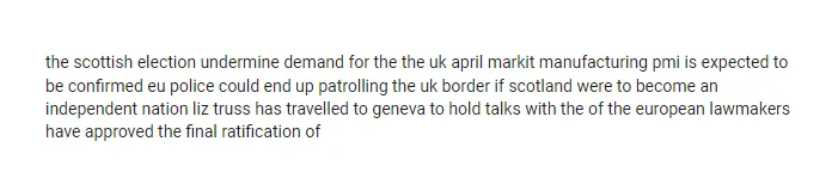 the scottish election undermine demand for the the uk april markit manufacturing pmi is expected to
be confirmed eu police could end up patrolling the uk border if scotland were to become an
independent nation liz truss has travelled to geneva to hold talks with the of the european lawmakers
have approved the final ratification of